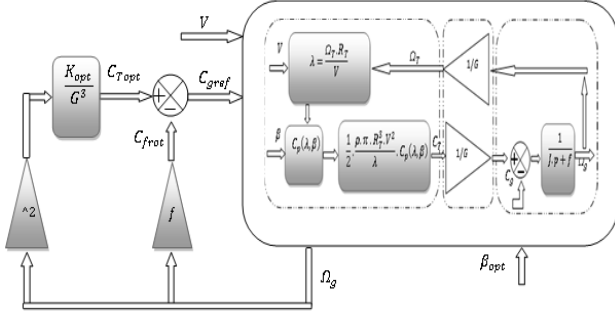 V
K_opt / G^3
C_Topt
C_gref
C_frot
^2
f
Ω_g
β_opt
V
λ = Ω_T.R_T / V
Ω_T
1/G
β
C_p(λ,β)
1/2 . ρ.π.R_T^3.V^2 / λ . C_p(λ,β)
C_T
1/G
C_g
1 / J.p+f
Ω_g